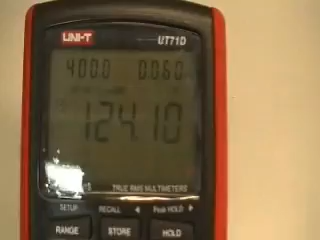 UNI-T UT71D
400.0 0.060
124.10
TRUE RMS MULTIMETERS
SETUP RECALL ◀ Peak HOLD ▶
RANGE STORE HOLD